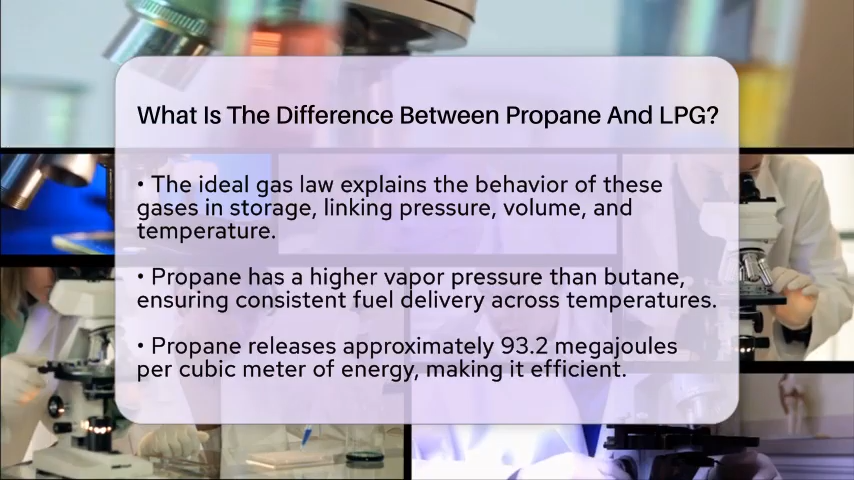 What Is The Difference Between Propane And LPG?
• The ideal gas law explains the behavior of these
gases in storage, linking pressure, volume, and
temperature.
• Propane has a higher vapor pressure than butane,
ensuring consistent fuel delivery across temperatures.
• Propane releases approximately 93.2 megajoules
per cubic meter of energy, making it efficient.